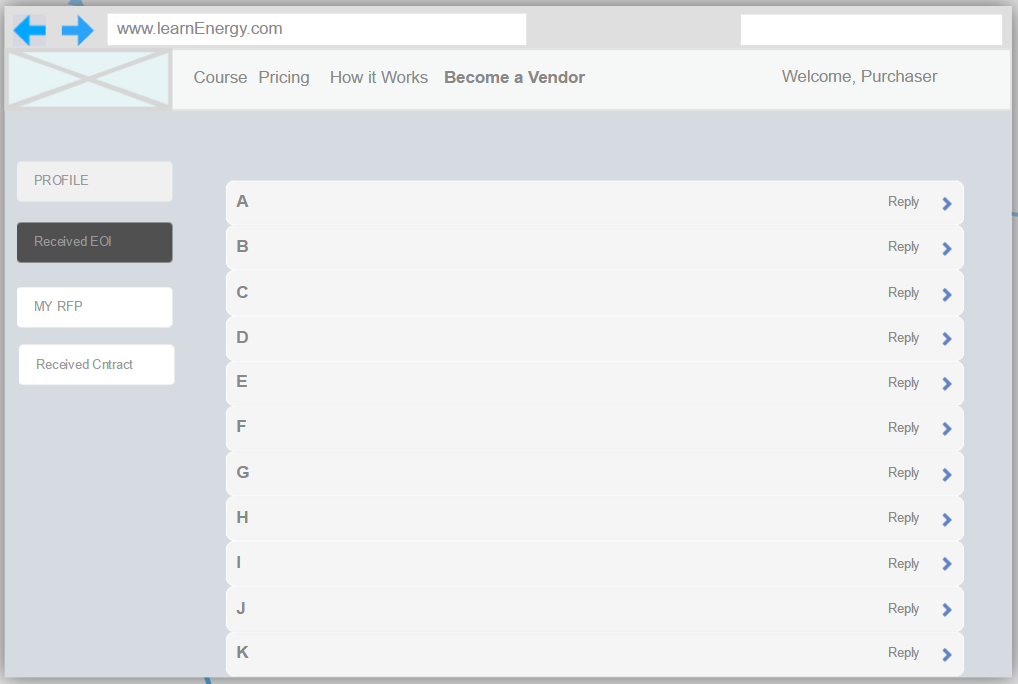 www.learnEnergy.com
Course Pricing How it Works Become a Vendor Welcome, Purchaser
PROFILE
Received EOI
MY RFP
Received Cntract
A Reply
B Reply
C Reply
D Reply
E Reply
F Reply
G Reply
H Reply
I Reply
J Reply
K Reply